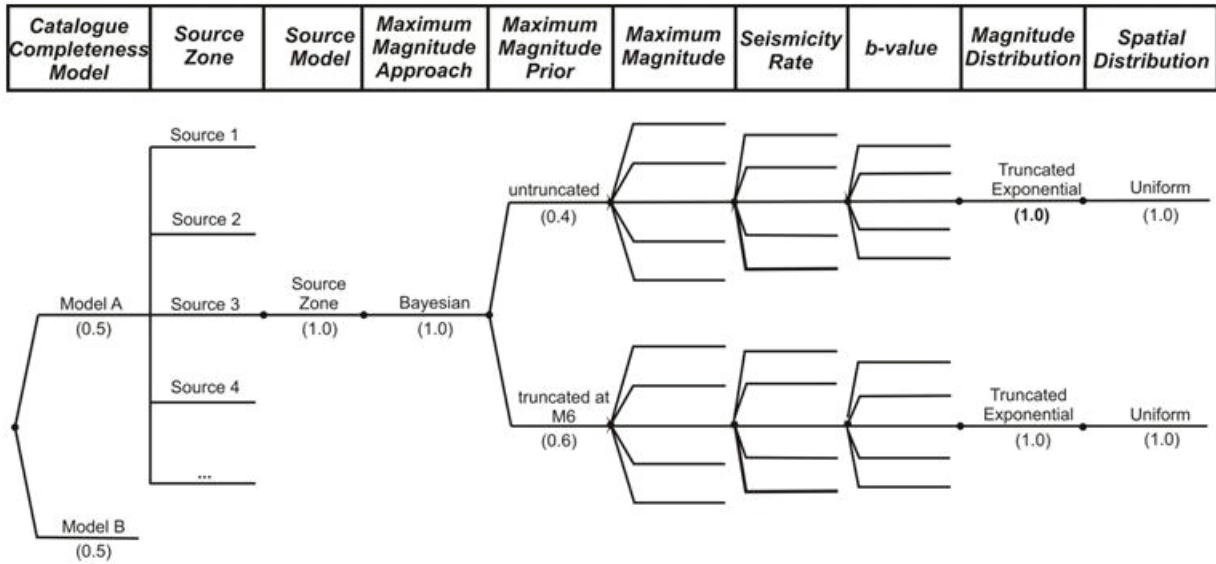 Catalogue
Completeness
Model
Source
Zone
Source
Model
Maximum
Magnitude
Approach
Maximum
Magnitude
Prior
Maximum
Magnitude
Seismicity
Rate
b-value
Magnitude
Distribution
Spatial
Distribution
Source 1
Source 2
Source 3
Source 4
...
Model A
(0.5)
Model B
(0.5)
Source
Zone
(1.0)
Bayesian
(1.0)
untruncated
(0.4)
Truncated
Exponential
(1.0)
Uniform
(1.0)
truncated at
M6
(0.6)
Truncated
Exponential
(1.0)
Uniform
(1.0)